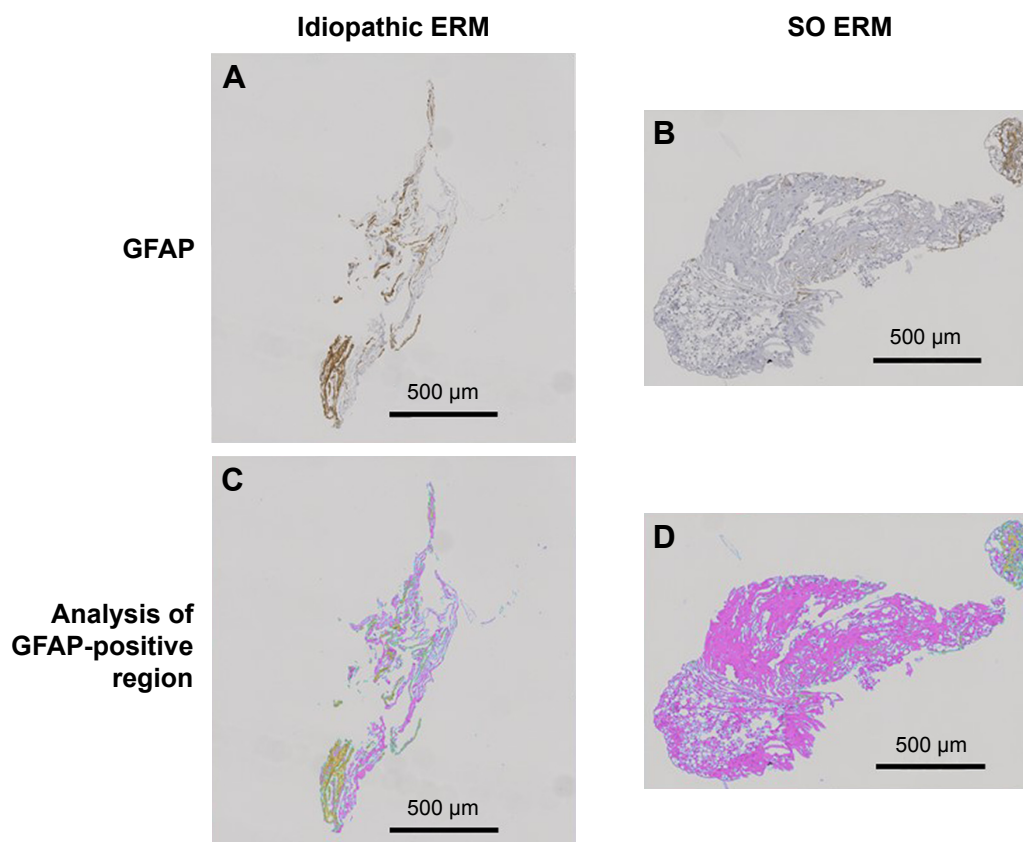 Idiopathic ERM
SO ERM
A
B
GFAP
500 µm
500 µm
C
D
Analysis of
GFAP-positive
region
500 µm
500 µm